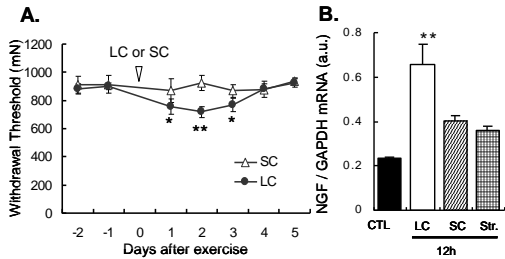 A.
LC or SC
Withdrawal Threshold (mN)
1200
1000
800
600
400
200
0
* ** *
SC
LC
-2 -1 0 1 2 3 4 5
Days after exercise
B.
NGF / GAPDH mRNA (a.u.)
0.8
0.6
0.4
0.2
0
**
CTL LC SC Str.
12h